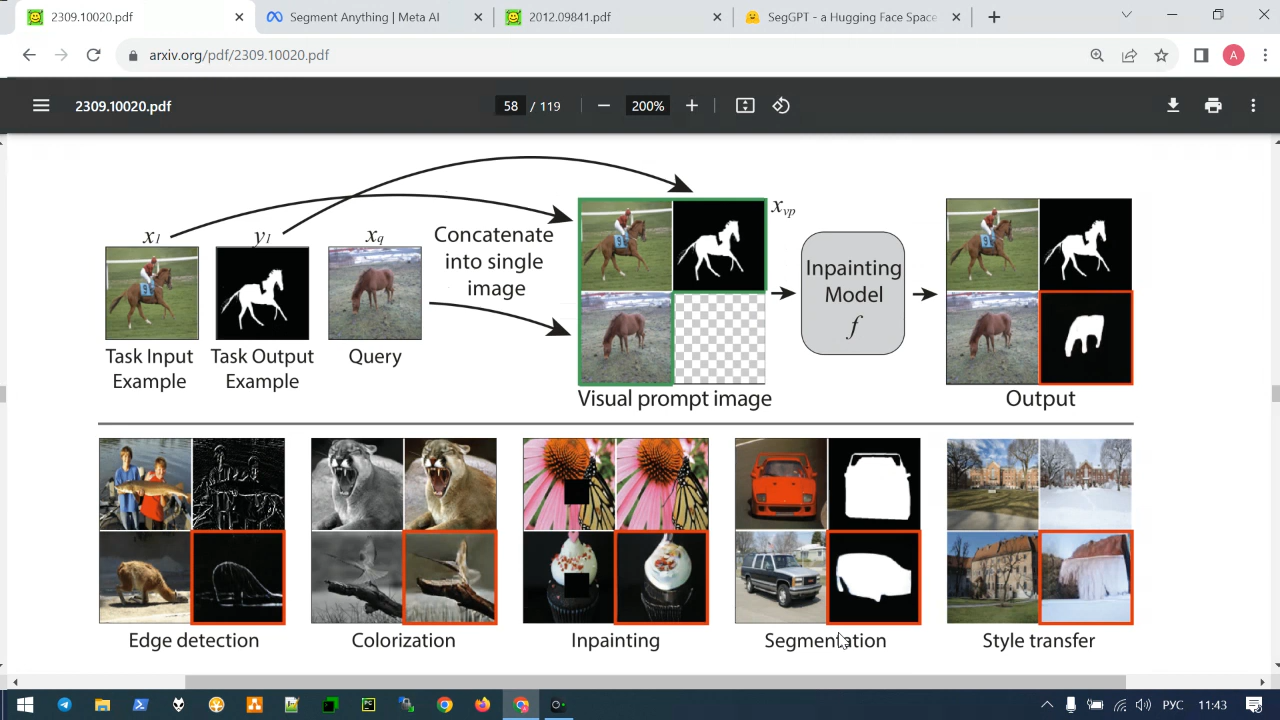 2309.10020.pdf
Segment Anything | Meta AI
2012.09841.pdf
SegGPT - a Hugging Face Space
arxiv.org/pdf/2309.10020.pdf
A
2309.10020.pdf
58 / 119
200%
x1
y1
xq
Concatenate
into single
image
Task Input
Example
Task Output
Example
Query
xvp
Visual prompt image
Inpainting
Model
f
Output
Edge detection
Colorization
Inpainting
Segmentation
Style transfer
РУС
11:43